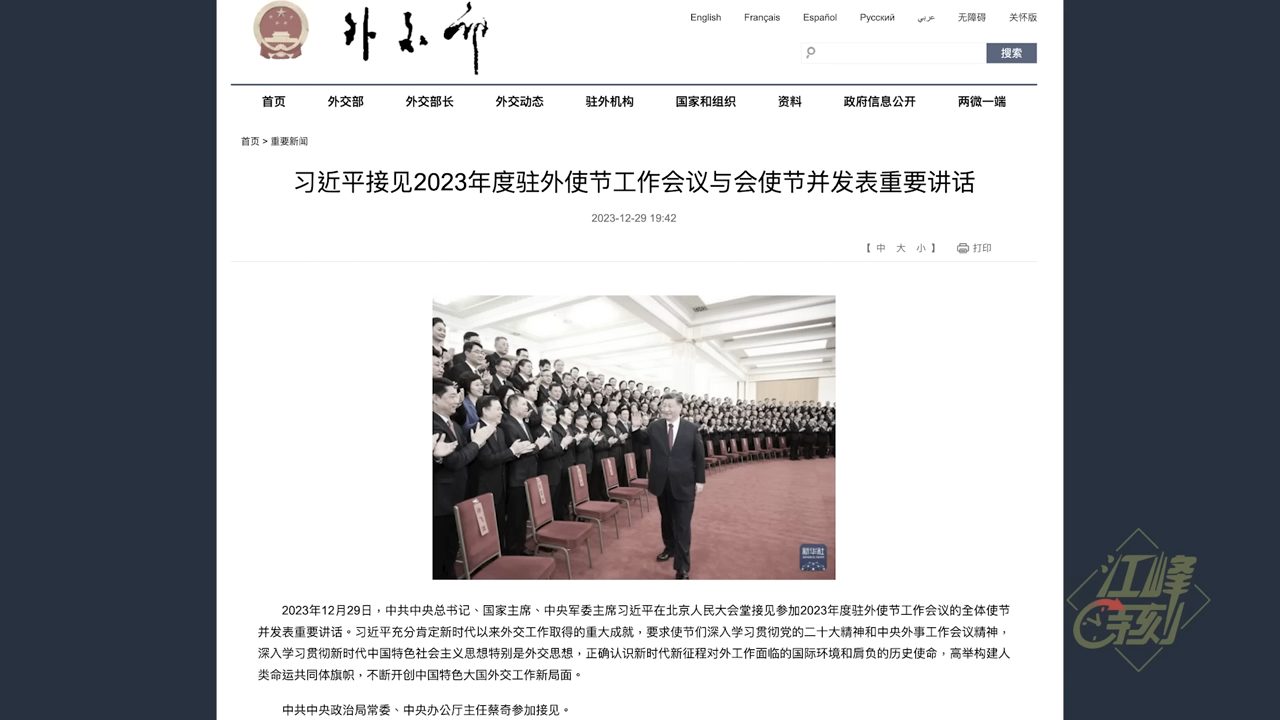 外交部
English Français Español Русский عربي 无障碍 关怀版
搜索
首页 外交部 外交部长 外交动态 驻外机构 国家和组织 资料 政府信息公开 两微一端
首页 > 重要新闻
习近平接见2023年度驻外使节工作会议与会使节并发表重要讲话
2023-12-29 19:42
【 中 大 小 】 打印
新华社
2023年12月29日，中共中央总书记、国家主席、中央军委主席习近平在北京人民大会堂接见参加2023年度驻外使节工作会议的全体使节
并发表重要讲话。习近平充分肯定新时代以来外交工作取得的重大成就，要求使节们深入学习贯彻党的二十大精神和中央外事工作会议精神，
深入学习贯彻新时代中国特色社会主义思想特别是外交思想，正确认识新时代新征程对外工作面临的国际环境和肩负的历史使命，高举构建人
类命运共同体旗帜，不断开创中国特色大国外交工作新局面。
中共中央政治局常委、中央办公厅主任蔡奇参加接见。
江峰
时刻